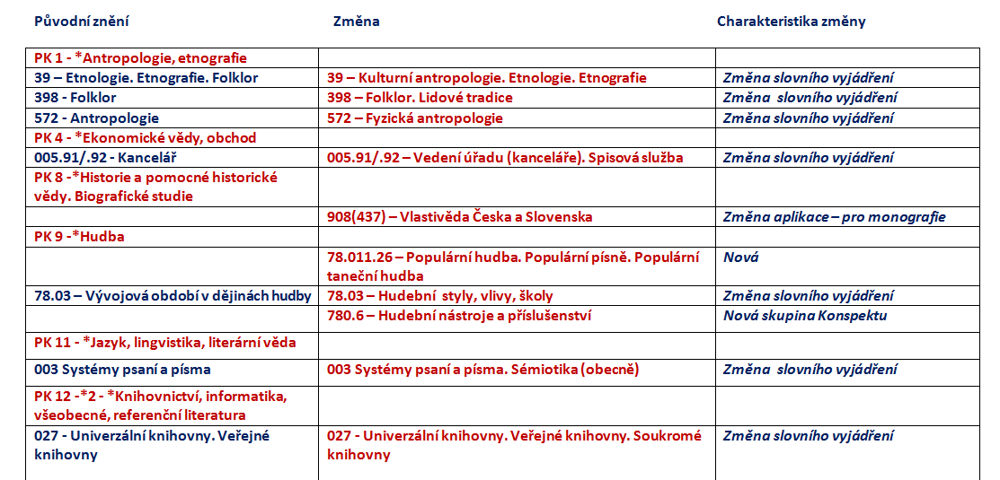 Původní znění Změna Charakteristika změny
PK 1 - *Antropologie, etnografie
39 – Etnologie. Etnografie. Folklor 39 – Kulturní antropologie. Etnologie. Etnografie Změna slovního vyjádření
398 - Folklor 398 – Folklor. Lidové tradice Změna slovního vyjádření
572 - Antropologie 572 – Fyzická antropologie Změna slovního vyjádření
PK 4 - *Ekonomické vědy, obchod
005.91/.92 - Kancelář 005.91/.92 – Vedení úřadu (kanceláře). Spisová služba Změna slovního vyjádření
PK 8 -*Historie a pomocné historické
vědy. Biografické studie
908(437) – Vlastivěda Česka a Slovenska Změna aplikace – pro monografie
PK 9 -*Hudba
78.011.26 – Populární hudba. Populární písně. Populární Nová
taneční hudba
78.03 – Vývojová období v dějinách hudby 78.03 – Hudební styly, vlivy, školy Změna slovního vyjádření
780.6 – Hudební nástroje a příslušenství Nová skupina Konspektu
PK 11 - *Jazyk, lingvistika, literární věda
003 Systémy psaní a písma 003 Systémy psaní a písma. Sémiotika (obecně) Změna slovního vyjádření
PK 12 -*2 - *Knihovnictví, informatika,
všeobecné, referenční literatura
027 - Univerzální knihovny. Veřejné 027 - Univerzální knihovny. Veřejné knihovny. Soukromé Změna slovního vyjádření
knihovny knihovny